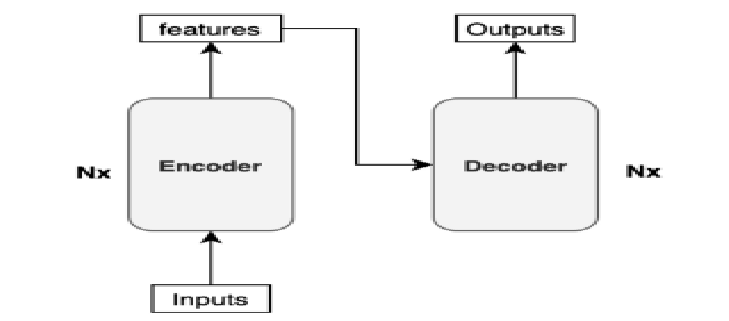 features
Outputs
Encoder
Decoder
Nx
Nx
Inputs